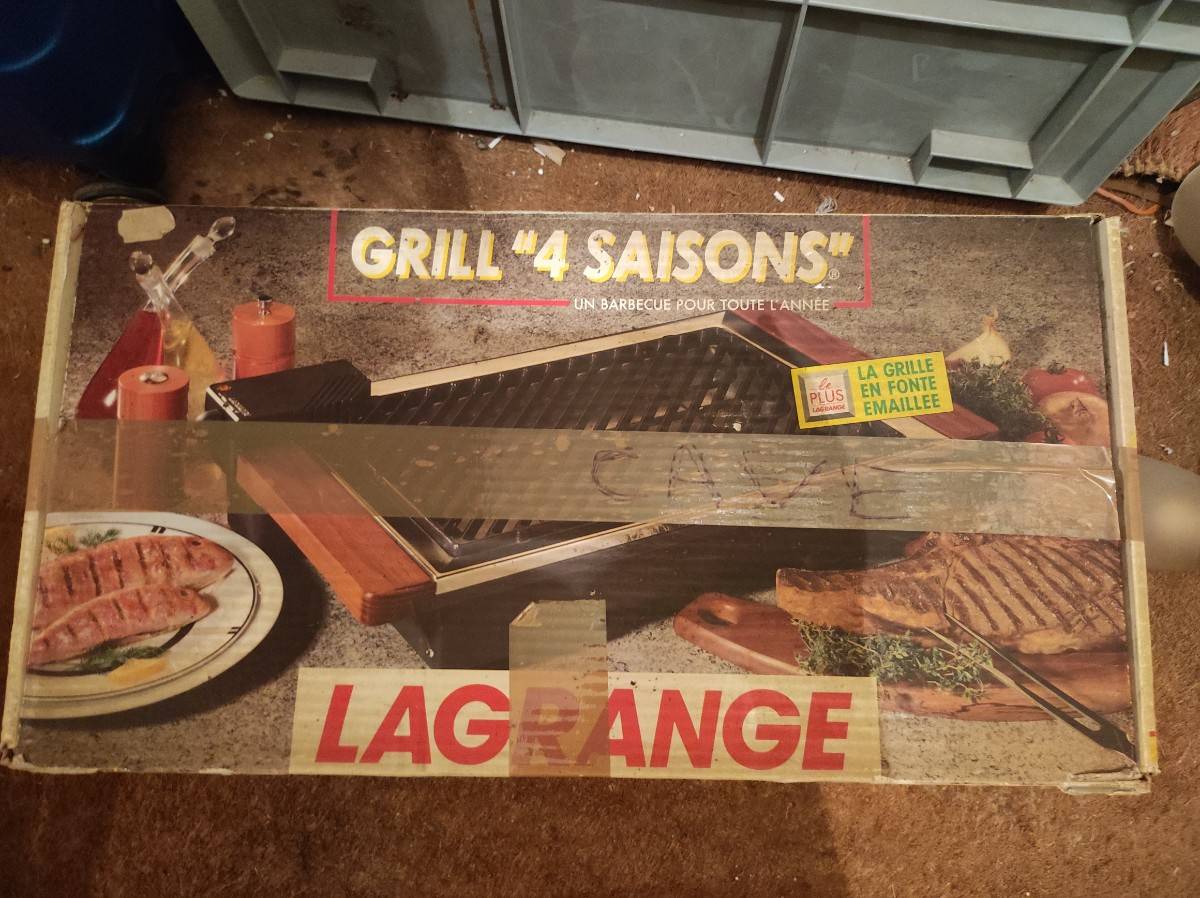 GRILL "4 SAISONS"®
UN BARBECUE POUR TOUTE L'ANNÉE
le
PLUS
LAGRANGE
LA GRILLE
EN FONTE
EMAILLEE
CAVE
LAGRANGE